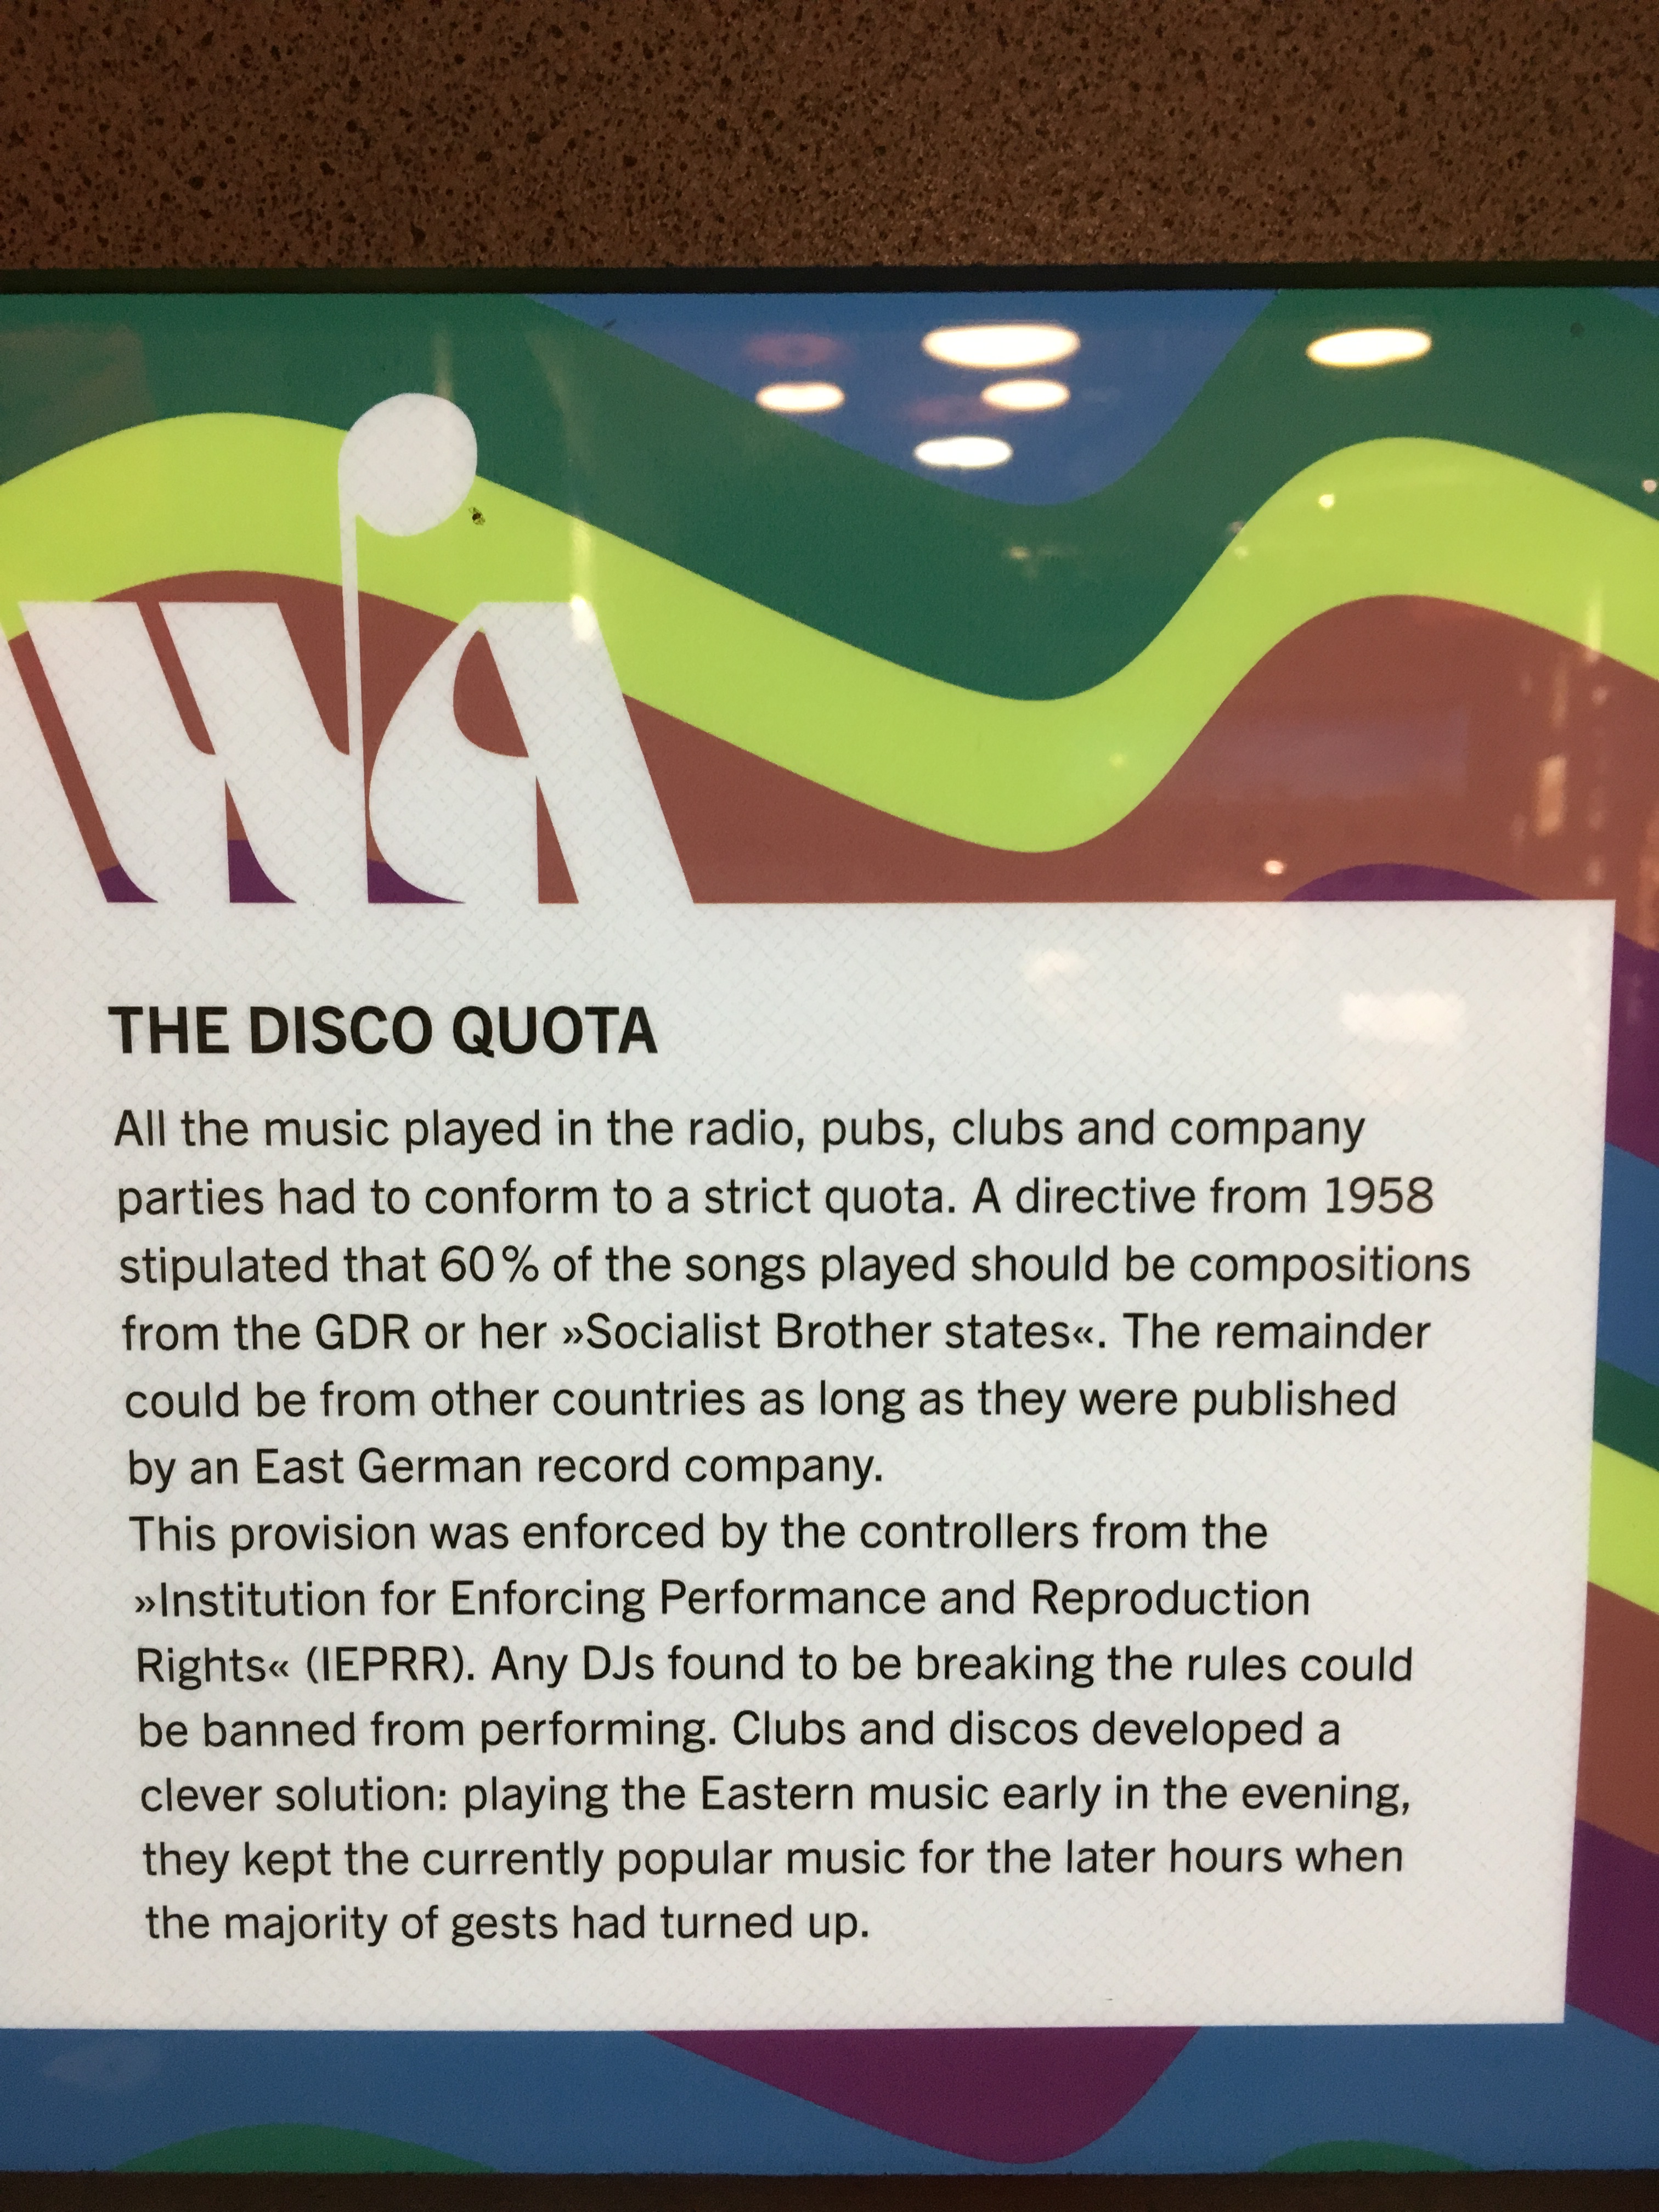 THE DISCO QUOTA
All the music played in the radio, pubs, clubs and company
parties had to conform to a strict quota. A directive from 1958
stipulated that 60% of the songs played should be compositions
from the GDR or her »Socialist Brother states«. The remainder
could be from other countries as long as they were published
by an East German record company.
This provision was enforced by the controllers from the
»Institution for Enforcing Performance and Reproduction
Rights« (IEPRR). Any DJs found to be breaking the rules could
be banned from performing. Clubs and discos developed a
clever solution: playing the Eastern music early in the evening,
they kept the currently popular music for the later hours when
the majority of gests had turned up.